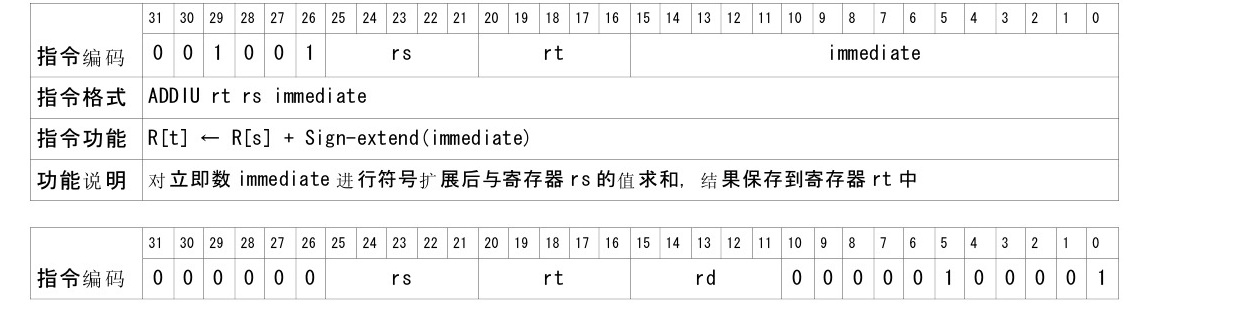 31 30 29 28 27 26 25 24 23 22 21 20 19 18 17 16 15 14 13 12 11 10 9 8 7 6 5 4 3 2 1 0
指令编码 0 0 1 0 0 1 rs rt immediate
指令格式 ADDIU rt rs immediate
指令功能 R[t] ← R[s] + Sign-extend(immediate)
功能说明 对立即数 immediate 进行符号扩展后与寄存器 rs 的值求和, 结果保存到寄存器 rt 中
31 30 29 28 27 26 25 24 23 22 21 20 19 18 17 16 15 14 13 12 11 10 9 8 7 6 5 4 3 2 1 0
指令编码 0 0 0 0 0 0 rs rt rd 0 0 0 0 0 1 0 0 0 0 1